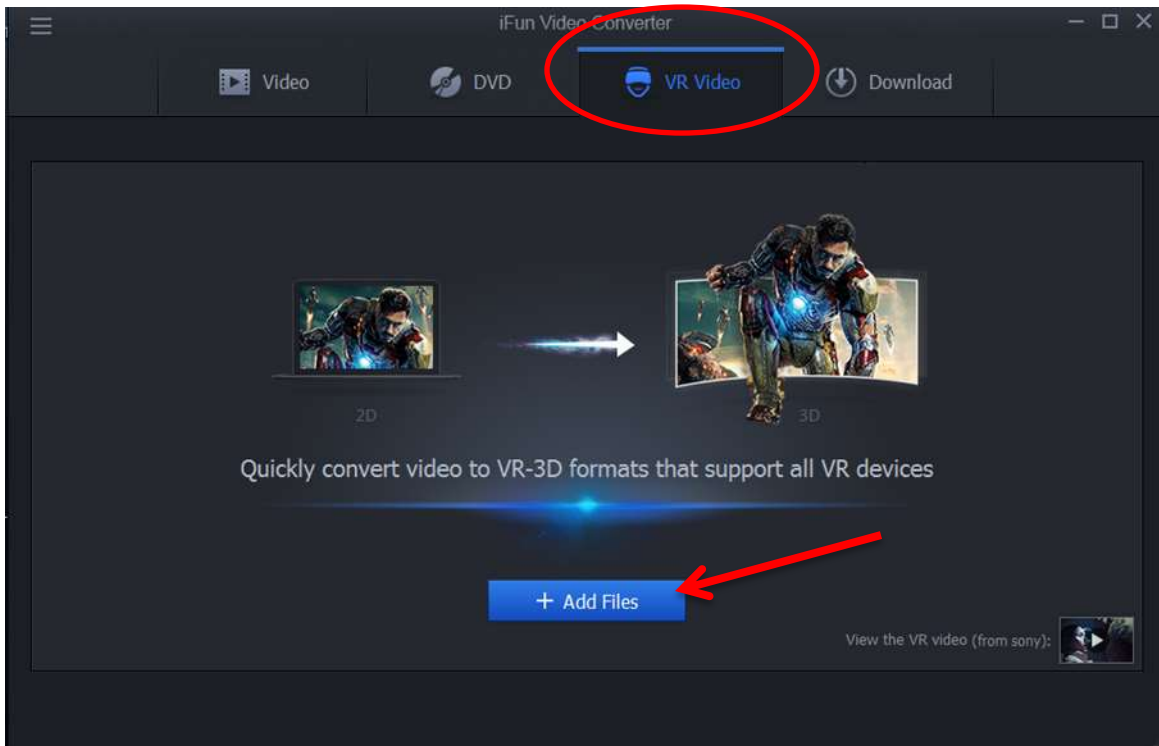 iFun Video Converter
Video
DVD
VR Video
Download
2D
3D
Quickly convert video to VR-3D formats that support all VR devices
+ Add Files
View the VR video (from sony):